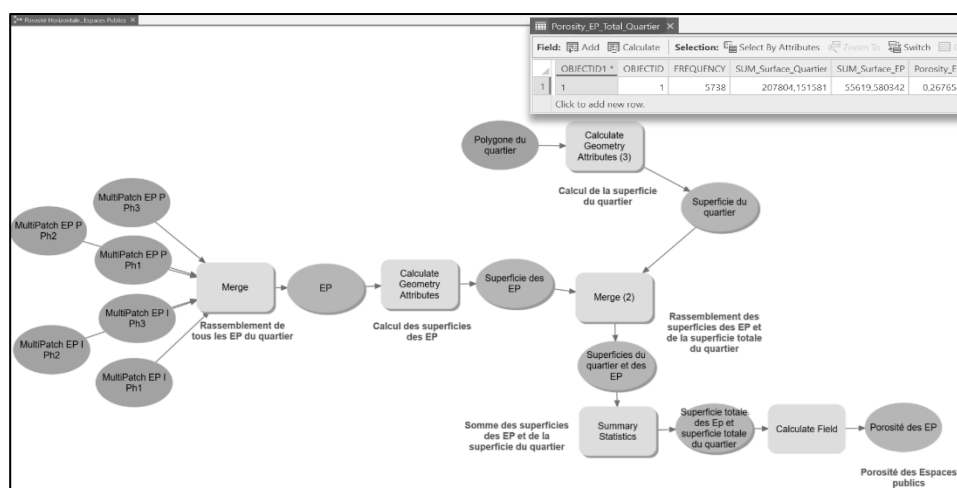 Porosité Horizontale_Espaces Publics ×
Porosity_EP_Total_Quartier ×
Field: Add Calculate Selection: Select By Attributes Zoom To Switch
OBJECTID1 * OBJECTID FREQUENCY SUM_Surface_Quartier SUM_Surface_EP Porosity_E
1 1 1 5738 207804,151581 55619,580342 0,26765
Click to add new row.
Polygone du
quartier
Calculate
Geometry
Attributes (3)
Calcul de la superficie
du quartier
Superficie du
quartier
MultiPatch EP P
Ph3
MultiPatch EP P
Ph2
MultiPatch EP P
Ph1
MultiPatch EP I
Ph3
MultiPatch EP I
Ph2
MultiPatch EP I
Ph1
Merge
Rassemblement de
tous les EP du quartier
EP
Calculate
Geometry
Attributes
Calcul des superficies
des EP
Superficie des
EP
Merge (2)
Rassemblement des
superficies des EP et
de la superficie totale
du quartier
Superficies du
quartier et des
EP
Somme des superficies
des EP et de la
superficie du quartier
Summary
Statistics
Superficie totale
des Ep et
superficie totale
du quartier
Calculate Field
Porosité des EP
Porosité des Espaces
publics